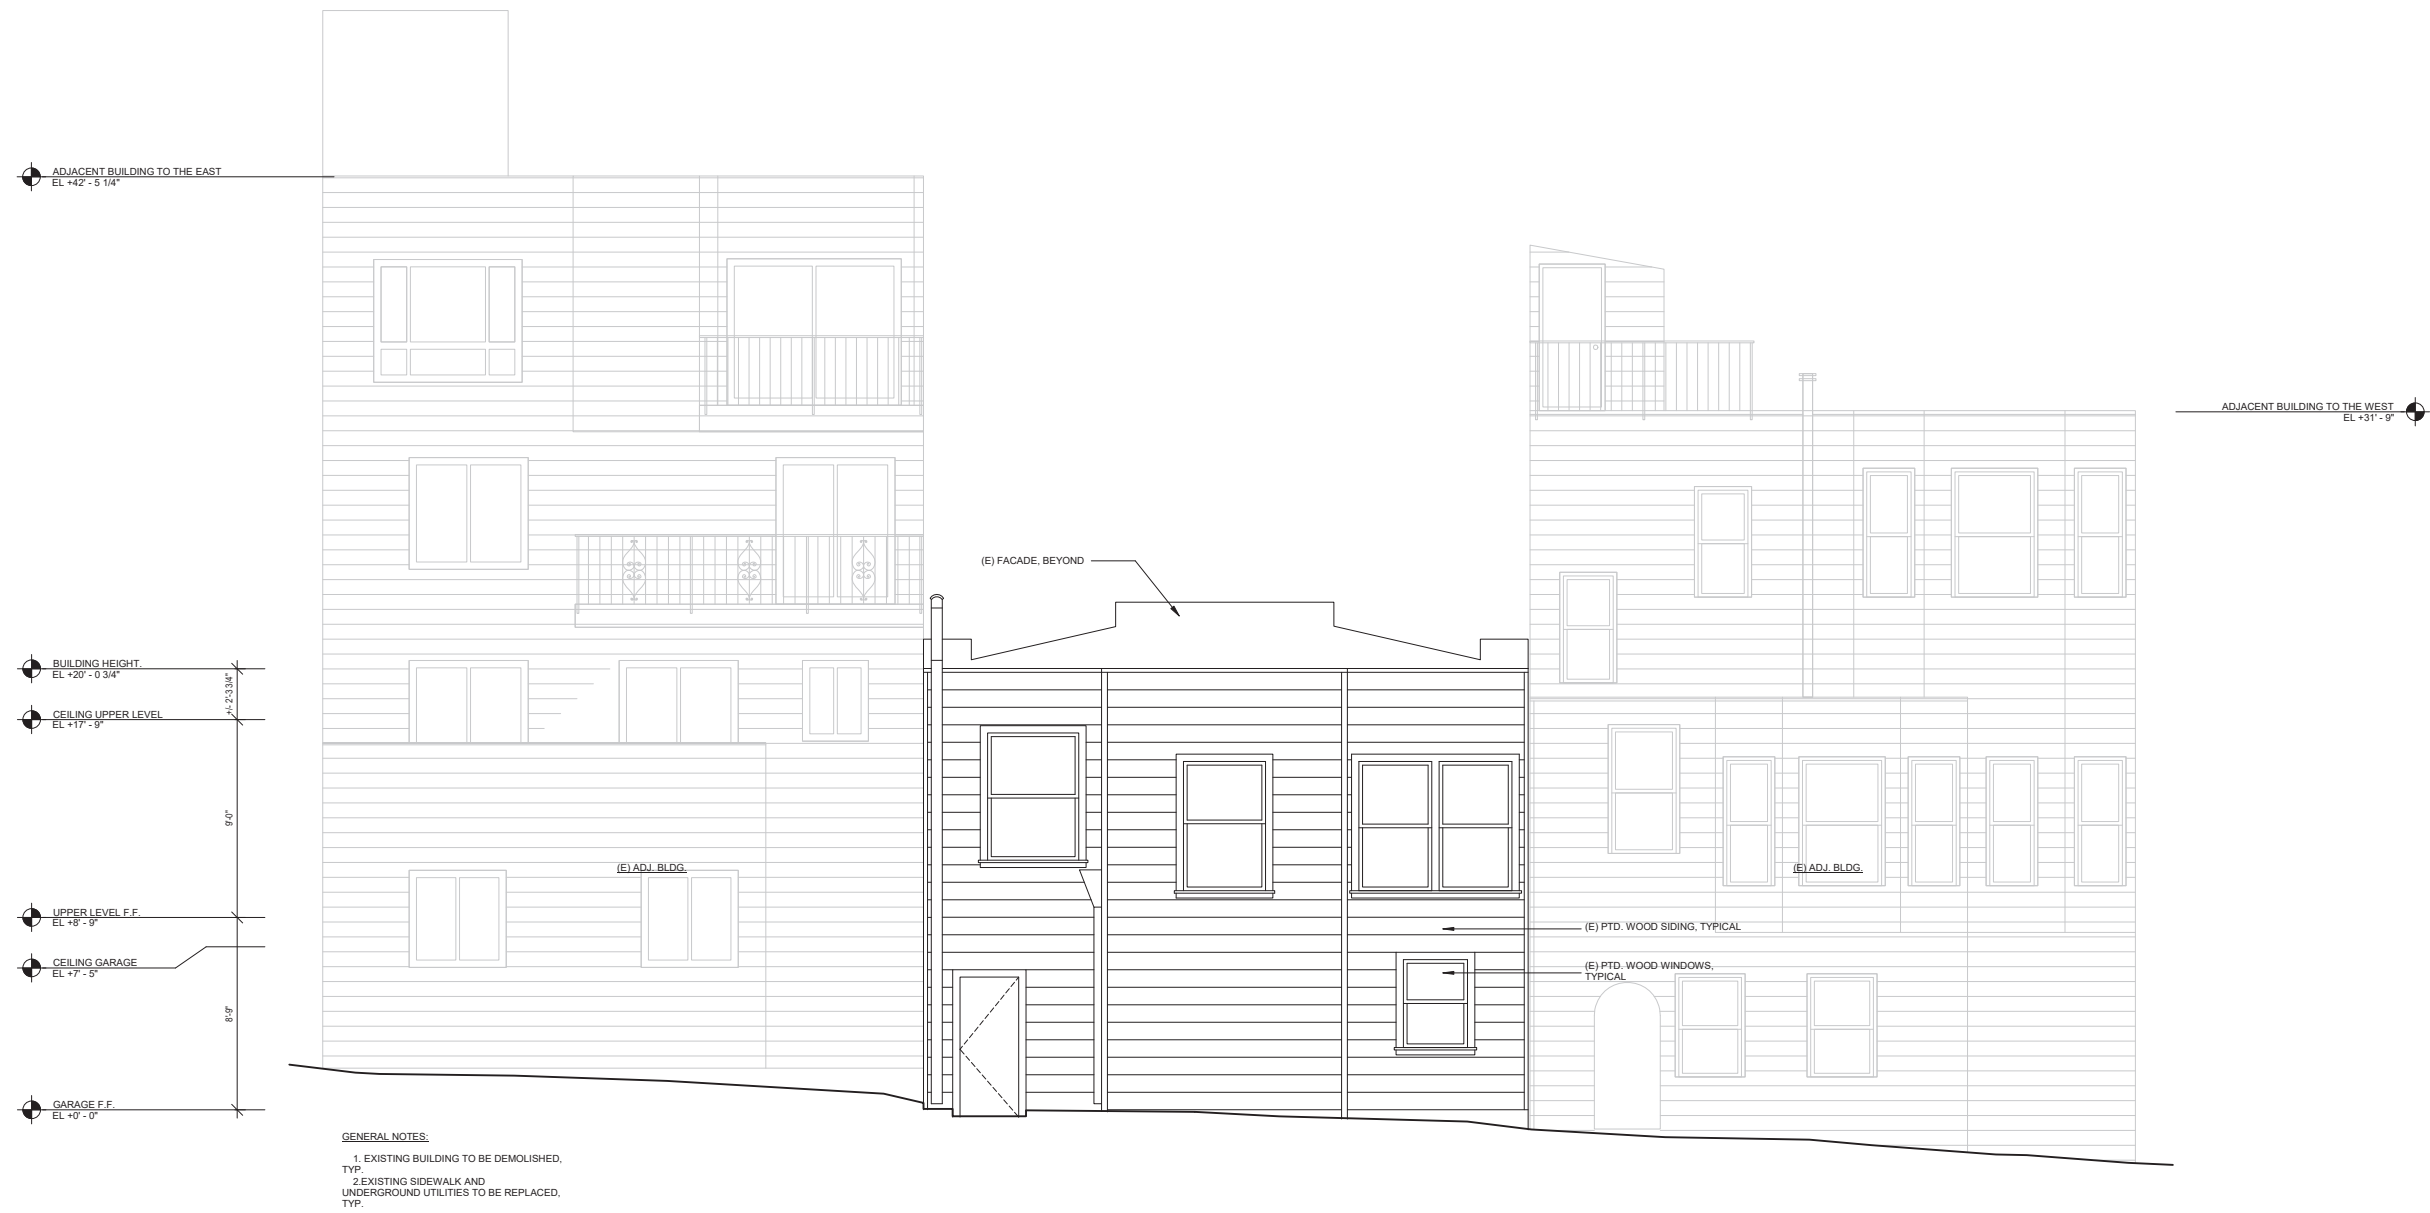 ADJACENT BUILDING TO THE EAST
EL +42' - 5 1/4"
ADJACENT BUILDING TO THE WEST
EL +31' - 9"
(E) FACADE, BEYOND
BUILDING HEIGHT.
EL +20' - 0 3/4"
+/- 2'-3 3/4"
CEILING UPPER LEVEL
EL +17' - 9"
9'-0"
(E) ADJ. BLDG.
(E) ADJ. BLDG.
UPPER LEVEL F.F.
EL +8' - 9"
(E) PTD. WOOD SIDING, TYPICAL
CEILING GARAGE
EL +7' - 5"
(E) PTD. WOOD WINDOWS,
TYPICAL
8'-9"
GARAGE F.F.
EL +0' - 0"
GENERAL NOTES:
1. EXISTING BUILDING TO BE DEMOLISHED,
TYP.
2.EXISTING SIDEWALK AND
UNDERGROUND UTILITIES TO BE REPLACED,
TYP.